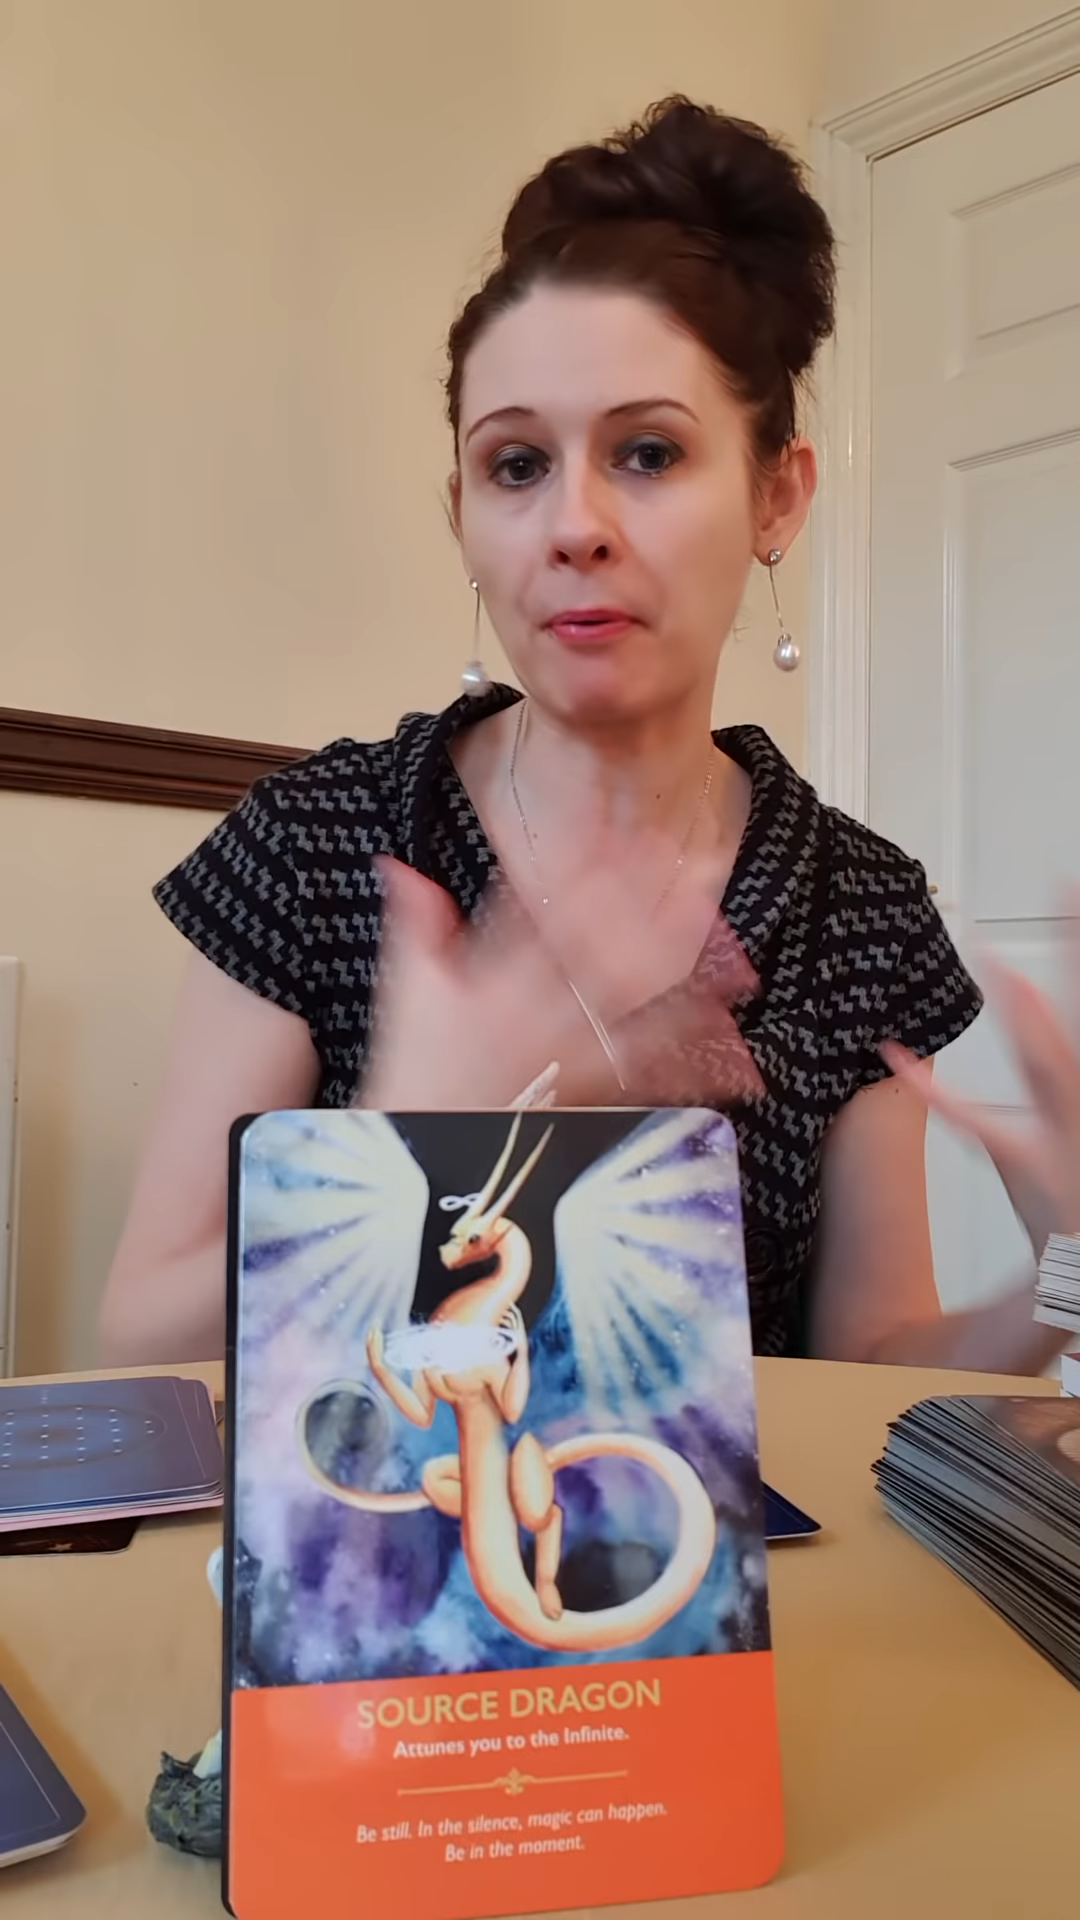 SOURCE DRAGON
Attunes you to the Infinite.
Be still. In the silence, magic can happen.
Be in the moment.